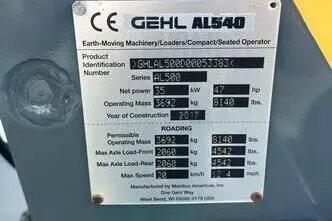 CE GEHL AL540
Earth-Moving Machinery/Loaders/Compact/Seated Operator
Product Identification Number >GHLAL500D00053383<
Series AL500
Net power 35 kW 47 hp
Operating Mass 3692 kg 8140 lbs.
Year of Construction 2017
ROADING
Permissible Operating Mass 3692 kg 8140 lbs.
Max Axle Load-Front 2060 kg 4542 lbs.
Max Axle Load-Rear 2060 kg 4542 lbs.
Max Speed 20 km/h 12.4 mph
Manufactured by Manitou Americas, Inc
One Gehl Way
West Bend, WI 53095-0179 USA